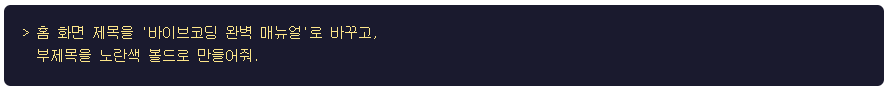 > 홈 화면 제목을 '바이브코딩 완벽 매뉴얼'로 바꾸고,
부제목을 노란색 볼드로 만들어줘.